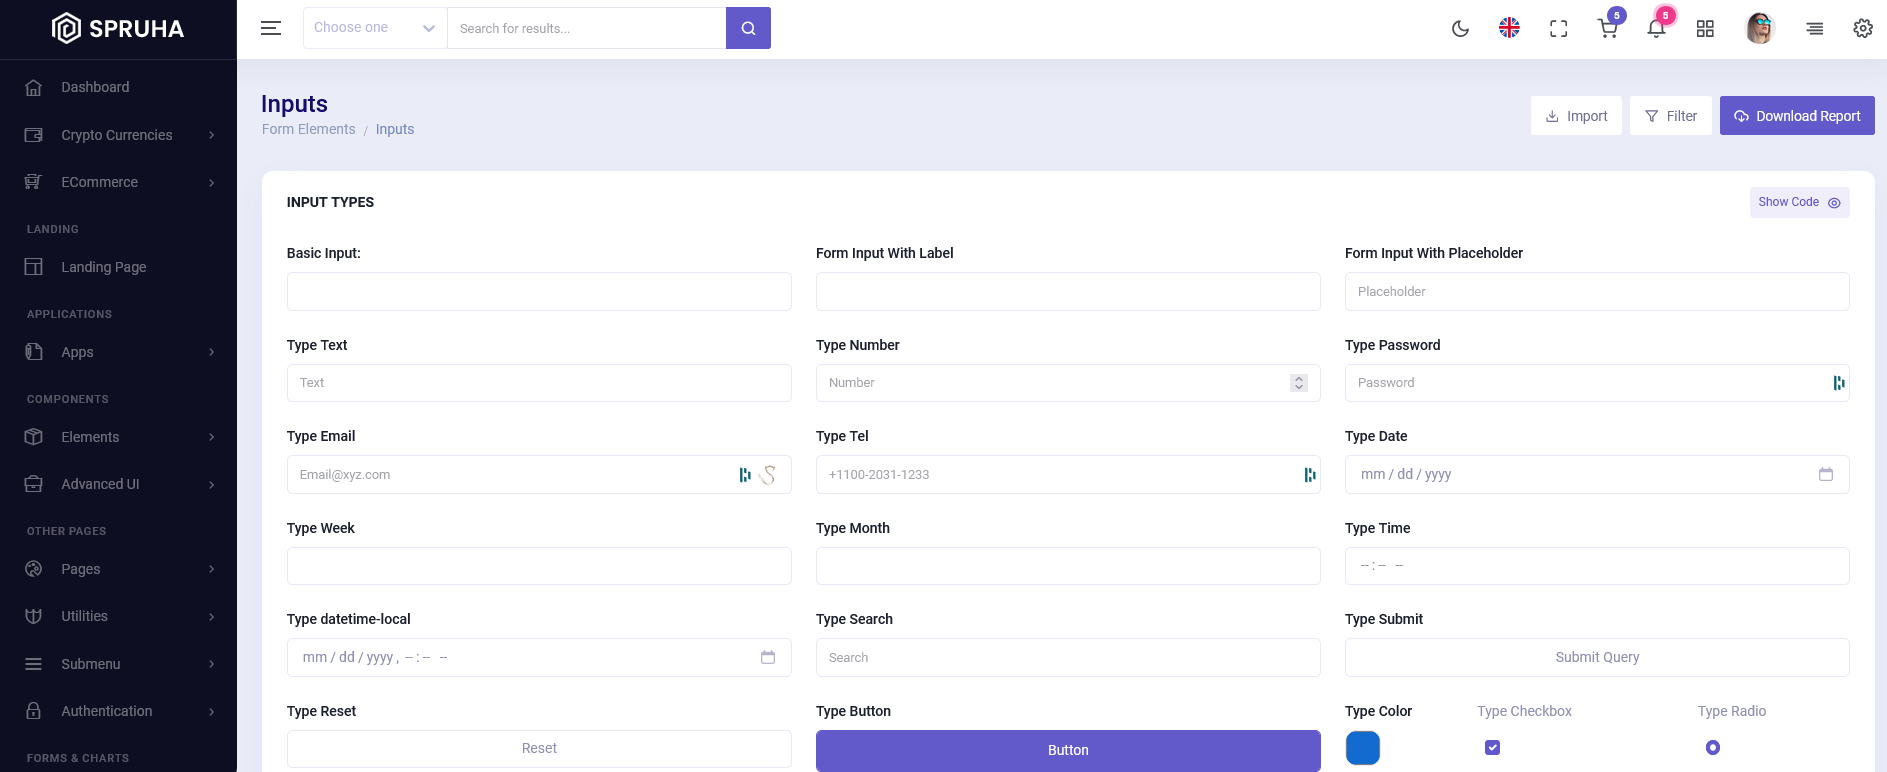 SPRUHA
Choose one
Search for results...
5
5
Dashboard
Crypto Currencies
ECommerce
LANDING
Landing Page
APPLICATIONS
Apps
COMPONENTS
Elements
Advanced UI
OTHER PAGES
Pages
Utilities
Submenu
Authentication
FORMS & CHARTS
Inputs
Form Elements / Inputs
Import
Filter
Download Report
INPUT TYPES
Show Code
Basic Input:
Form Input With Label
Form Input With Placeholder
Placeholder
Type Text
Type Number
Type Password
Text
Number
Password
Type Email
Type Tel
Type Date
Email@xyz.com
+1100-2031-1233
mm / dd / yyyy
Type Week
Type Month
Type Time
-- : -- --
Type datetime-local
Type Search
Type Submit
mm / dd / yyyy , -- : -- --
Search
Submit Query
Type Reset
Type Button
Type Color
Type Checkbox
Type Radio
Reset
Button